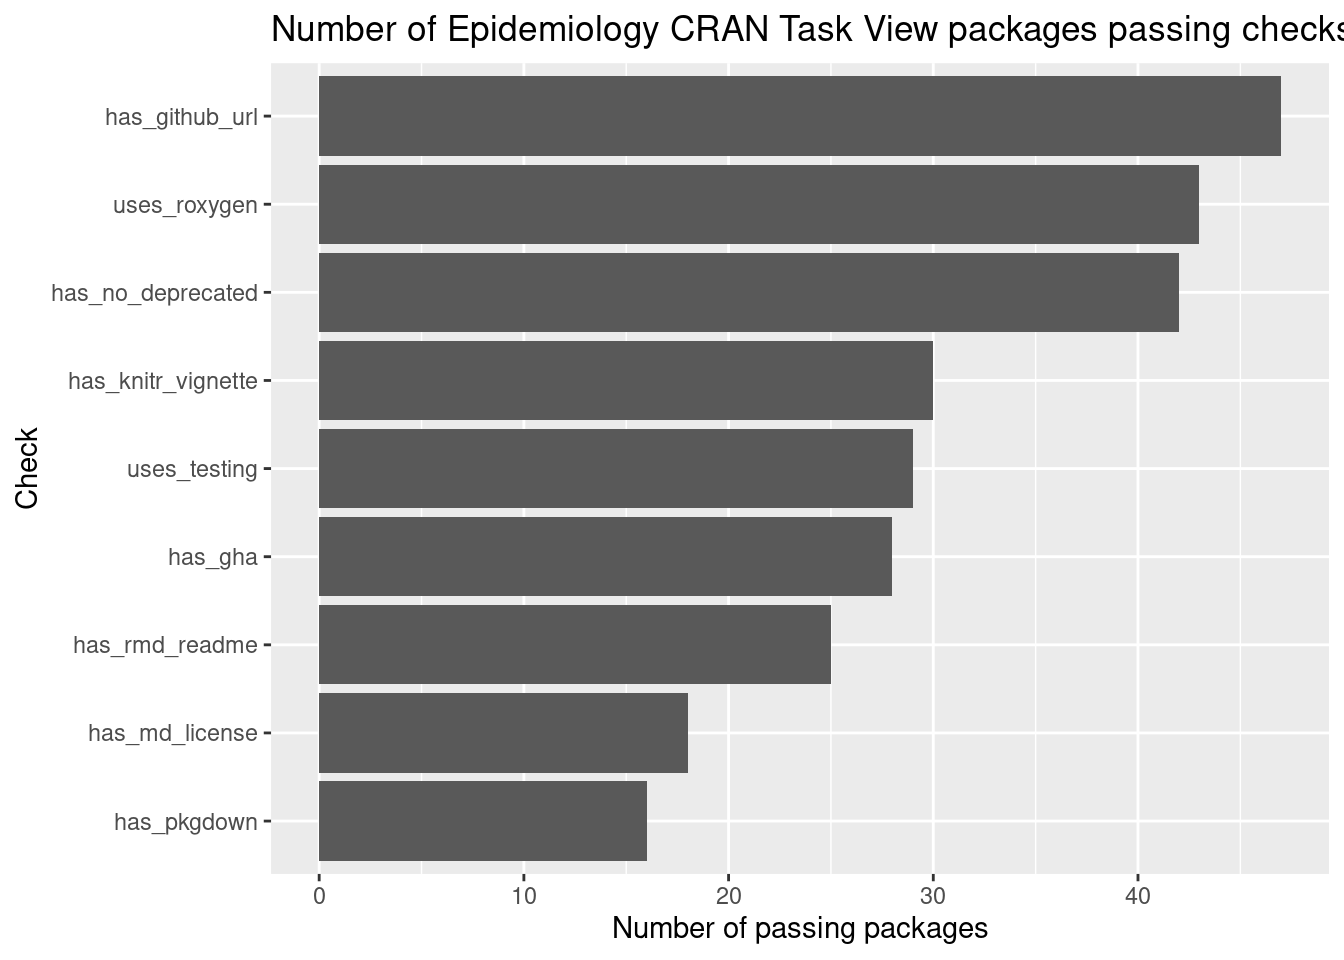 Number of Epidemiology CRAN Task View packages passing checks
has_github_url
uses_roxygen
has_no_deprecated
has_knitr_vignette
uses_testing
has_gha
has_rmd_readme
has_md_license
has_pkgdown
Check
0 10 20 30 40
Number of passing packages